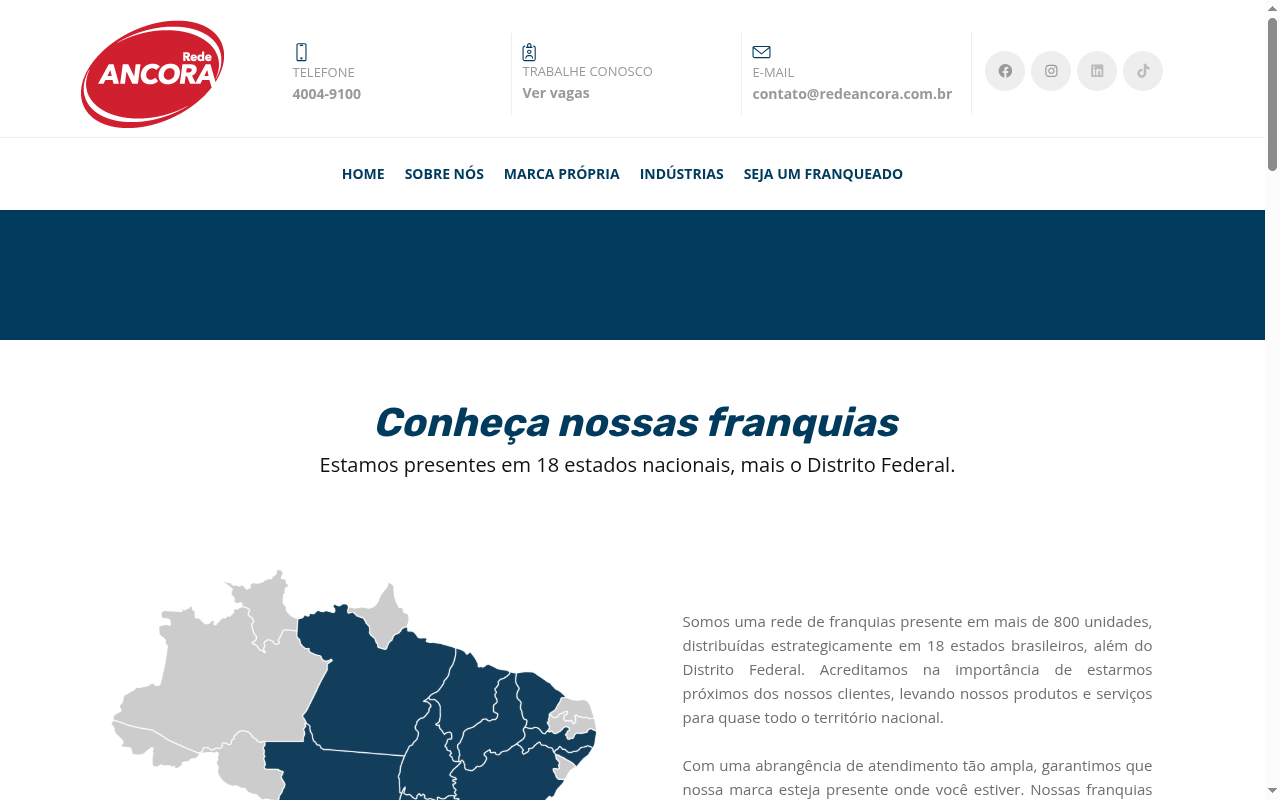 Rede
ANCORA
TELEFONE
4004-9100
TRABALHE CONOSCO
Ver vagas
E-MAIL
contato@redeancora.com.br
HOME SOBRE NÓS MARCA PRÓPRIA INDÚSTRIAS SEJA UM FRANQUEADO
Conheça nossas franquias
Estamos presentes em 18 estados nacionais, mais o Distrito Federal.
Somos uma rede de franquias presente em mais de 800 unidades,
distribuídas estrategicamente em 18 estados brasileiros, além do
Distrito Federal. Acreditamos na importância de estarmos
próximos dos nossos clientes, levando nossos produtos e serviços
para quase todo o território nacional.
Com uma abrangência de atendimento tão ampla, garantimos que
nossa marca esteja presente onde você estiver. Nossas franquias